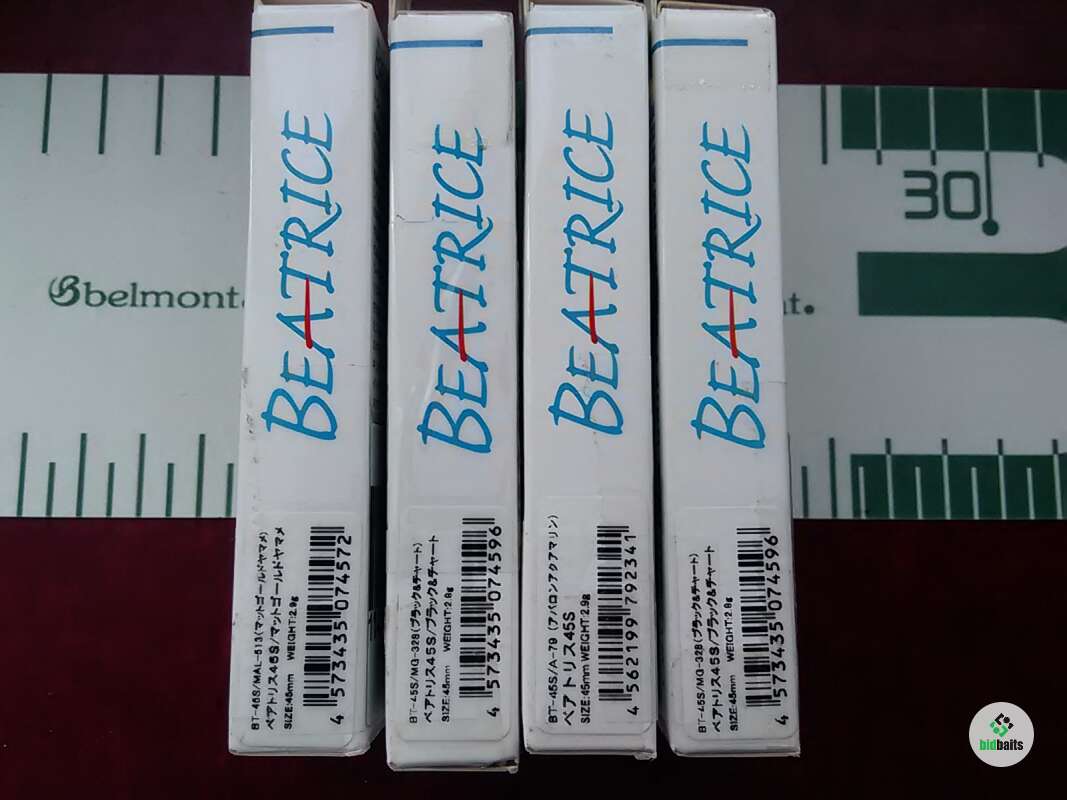 BEATRICE
BT-45S/MAL-513(マットゴールドヤマメ)
ベアトリス45S/マットゴールドヤマメ
SIZE:45mm WEIGHT:2.9g
4 573435 074572
BEATRICE
BT-45S/MG-328(ブラック&チャート)
ベアトリス45S/ブラック&チャート
SIZE:45mm WEIGHT:2.9g
4 573435 074596
BEATRICE
BT-45S/A-79 (アバロンアクアマリン)
ベアトリス45S
SIZE:45mm WEIGHT:2.9g
4 562199 792341
BEATRICE
BT-45S/MG-328(ブラック&チャート)
ベアトリス45S/ブラック&チャート
SIZE:45mm WEIGHT:2.9g
4 573435 074596
belmont.
nt.
30
bidbaits